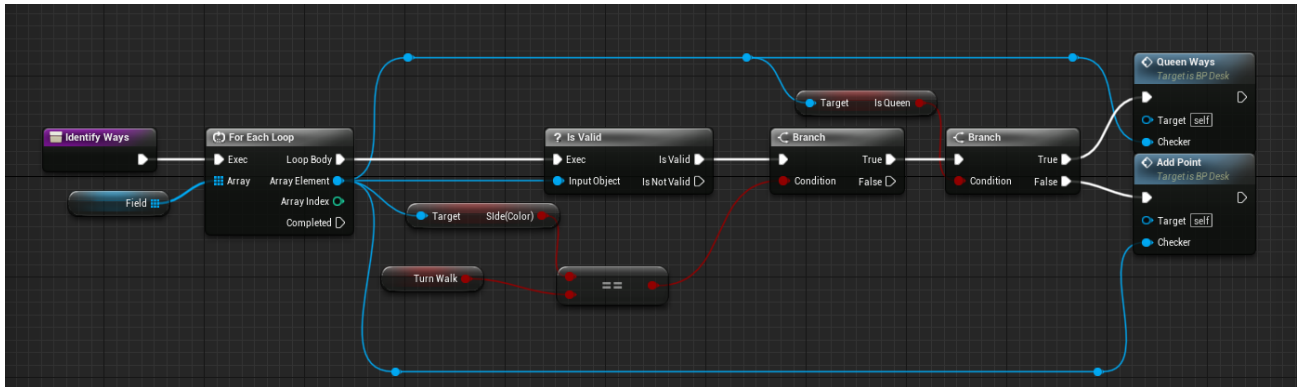 Identify Ways
Field
For Each Loop
Exec
Loop Body
Array
Array Element
Array Index
Completed
Target
SIde(Color)
Turn Walk
==
? Is Valid
Exec
Is Valid
Input Object
Is Not Valid
Target
Is Queen
Branch
True
Condition
False
Branch
True
Condition
False
Queen Ways
Target is BP Desk
Target self
Checker
Add Point
Target is BP Desk
Target self
Checker